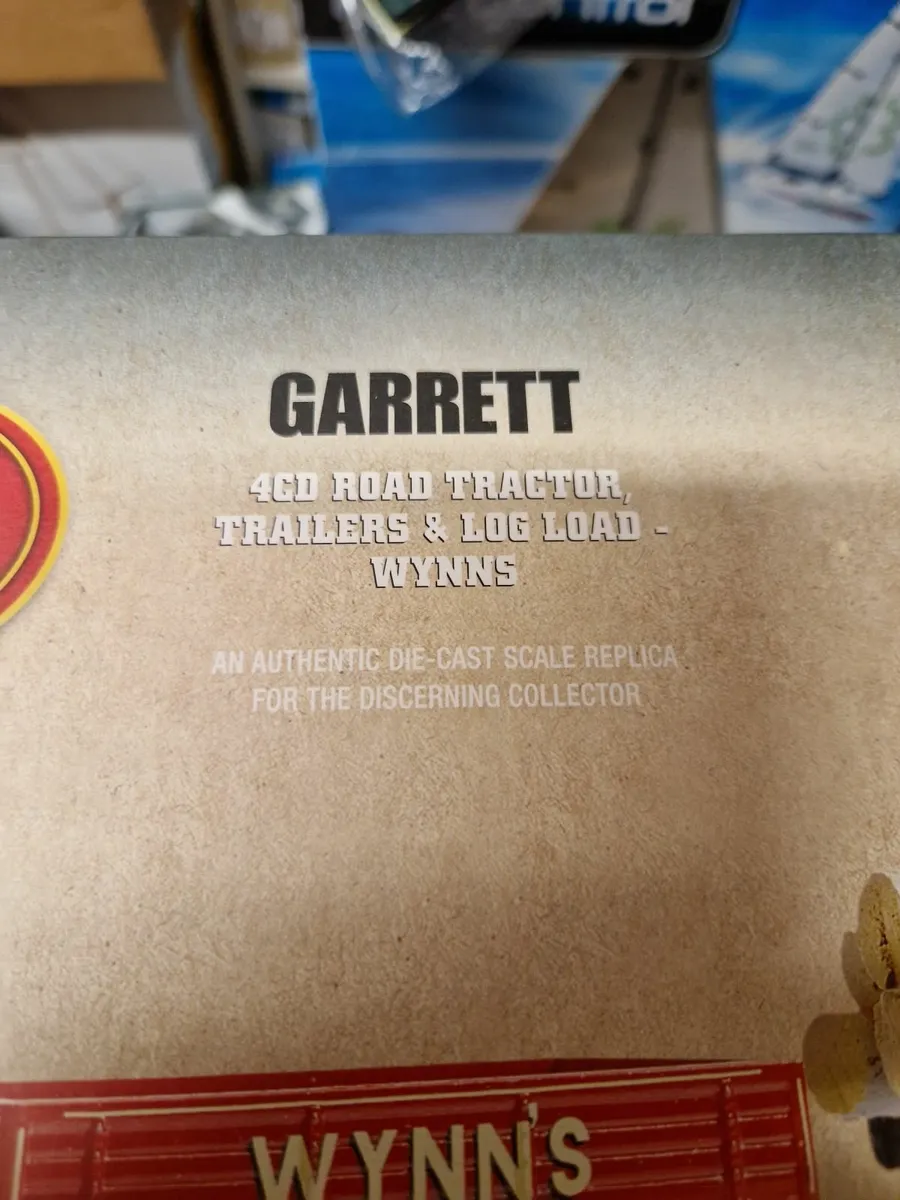 GARRETT
4CD ROAD TRACTOR,
TRAILERS & LOG LOAD -
WYNNS
AN AUTHENTIC DIE-CAST SCALE REPLICA
FOR THE DISCERNING COLLECTOR
WYNN'S